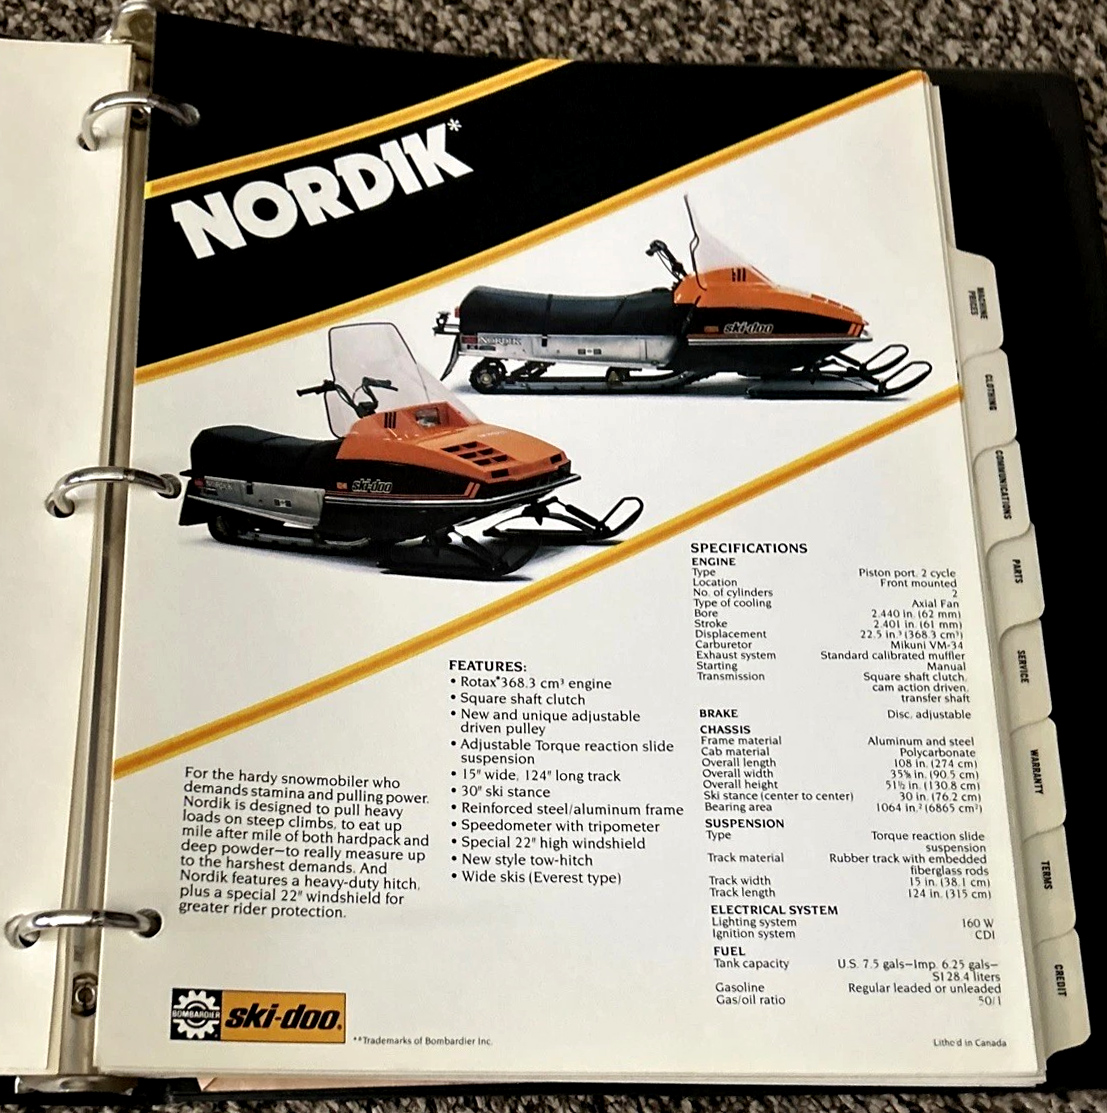 NORDIK*
ski-doo
NORDIK
ski-doo
NORDIK
MACHINE
PRICES
CLOTHING
COMMUNICATIONS
PARTS
SERVICE
WARRANTY
TERMS
CREDIT
For the hardy snowmobiler who
demands stamina and pulling power.
Nordik is designed to pull heavy
loads on steep climbs, to eat up
mile after mile of both hardpack and
deep powder—to really measure up
to the harshest demands. And
Nordik features a heavy-duty hitch,
plus a special 22" windshield for
greater rider protection.
FEATURES:
• Rotax* 368.3 cm³ engine
• Square shaft clutch
• New and unique adjustable
driven pulley
• Adjustable Torque reaction slide
suspension
• 15" wide, 124" long track
• 30" ski stance
• Reinforced steel/aluminum frame
• Speedometer with tripometer
• Special 22" high windshield
• New style tow-hitch
• Wide skis (Everest type)
SPECIFICATIONS
ENGINE
Type Piston port, 2 cycle
Location Front mounted
No. of cylinders 2
Type of cooling Axial Fan
Bore 2.440 in. (62 mm)
Stroke 2.401 in. (61 mm)
Displacement 22.5 in.³ (368.3 cm³)
Carburetor Mikuni VM-34
Exhaust system Standard calibrated muffler
Starting Manual
Transmission Square shaft clutch,
cam action driven,
transfer shaft
BRAKE Disc, adjustable
CHASSIS
Frame material Aluminum and steel
Cab material Polycarbonate
Overall length 108 in. (274 cm)
Overall width 35⅝ in. (90.5 cm)
Overall height 51½ in. (130.8 cm)
Ski stance (center to center) 30 in. (76.2 cm)
Bearing area 1064 in.² (6865 cm²)
SUSPENSION
Type Torque reaction slide
suspension
Track material Rubber track with embedded
fiberglass rods
Track width 15 in. (38.1 cm)
Track length 124 in. (315 cm)
ELECTRICAL SYSTEM
Lighting system 160 W
Ignition system CDI
FUEL
Tank capacity U.S. 7.5 gals—Imp. 6.25 gals—
SI 28.4 liters
Gasoline Regular leaded or unleaded
Gas/oil ratio 50/1
BOMBARDIER
ski-doo.
**Trademarks of Bombardier Inc.
Litho'd in Canada